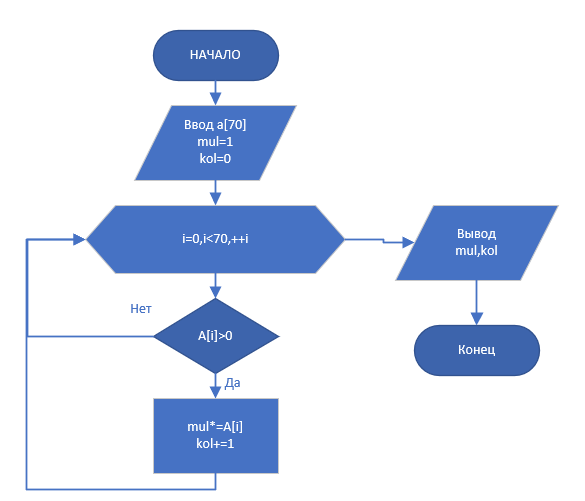 НАЧАЛО
Ввод a[70]
mul=1
kol=0
i=0,i<70,++i
Вывод
mul,kol
Нет
A[i]>0
Конец
Да
mul*=A[i]
kol+=1